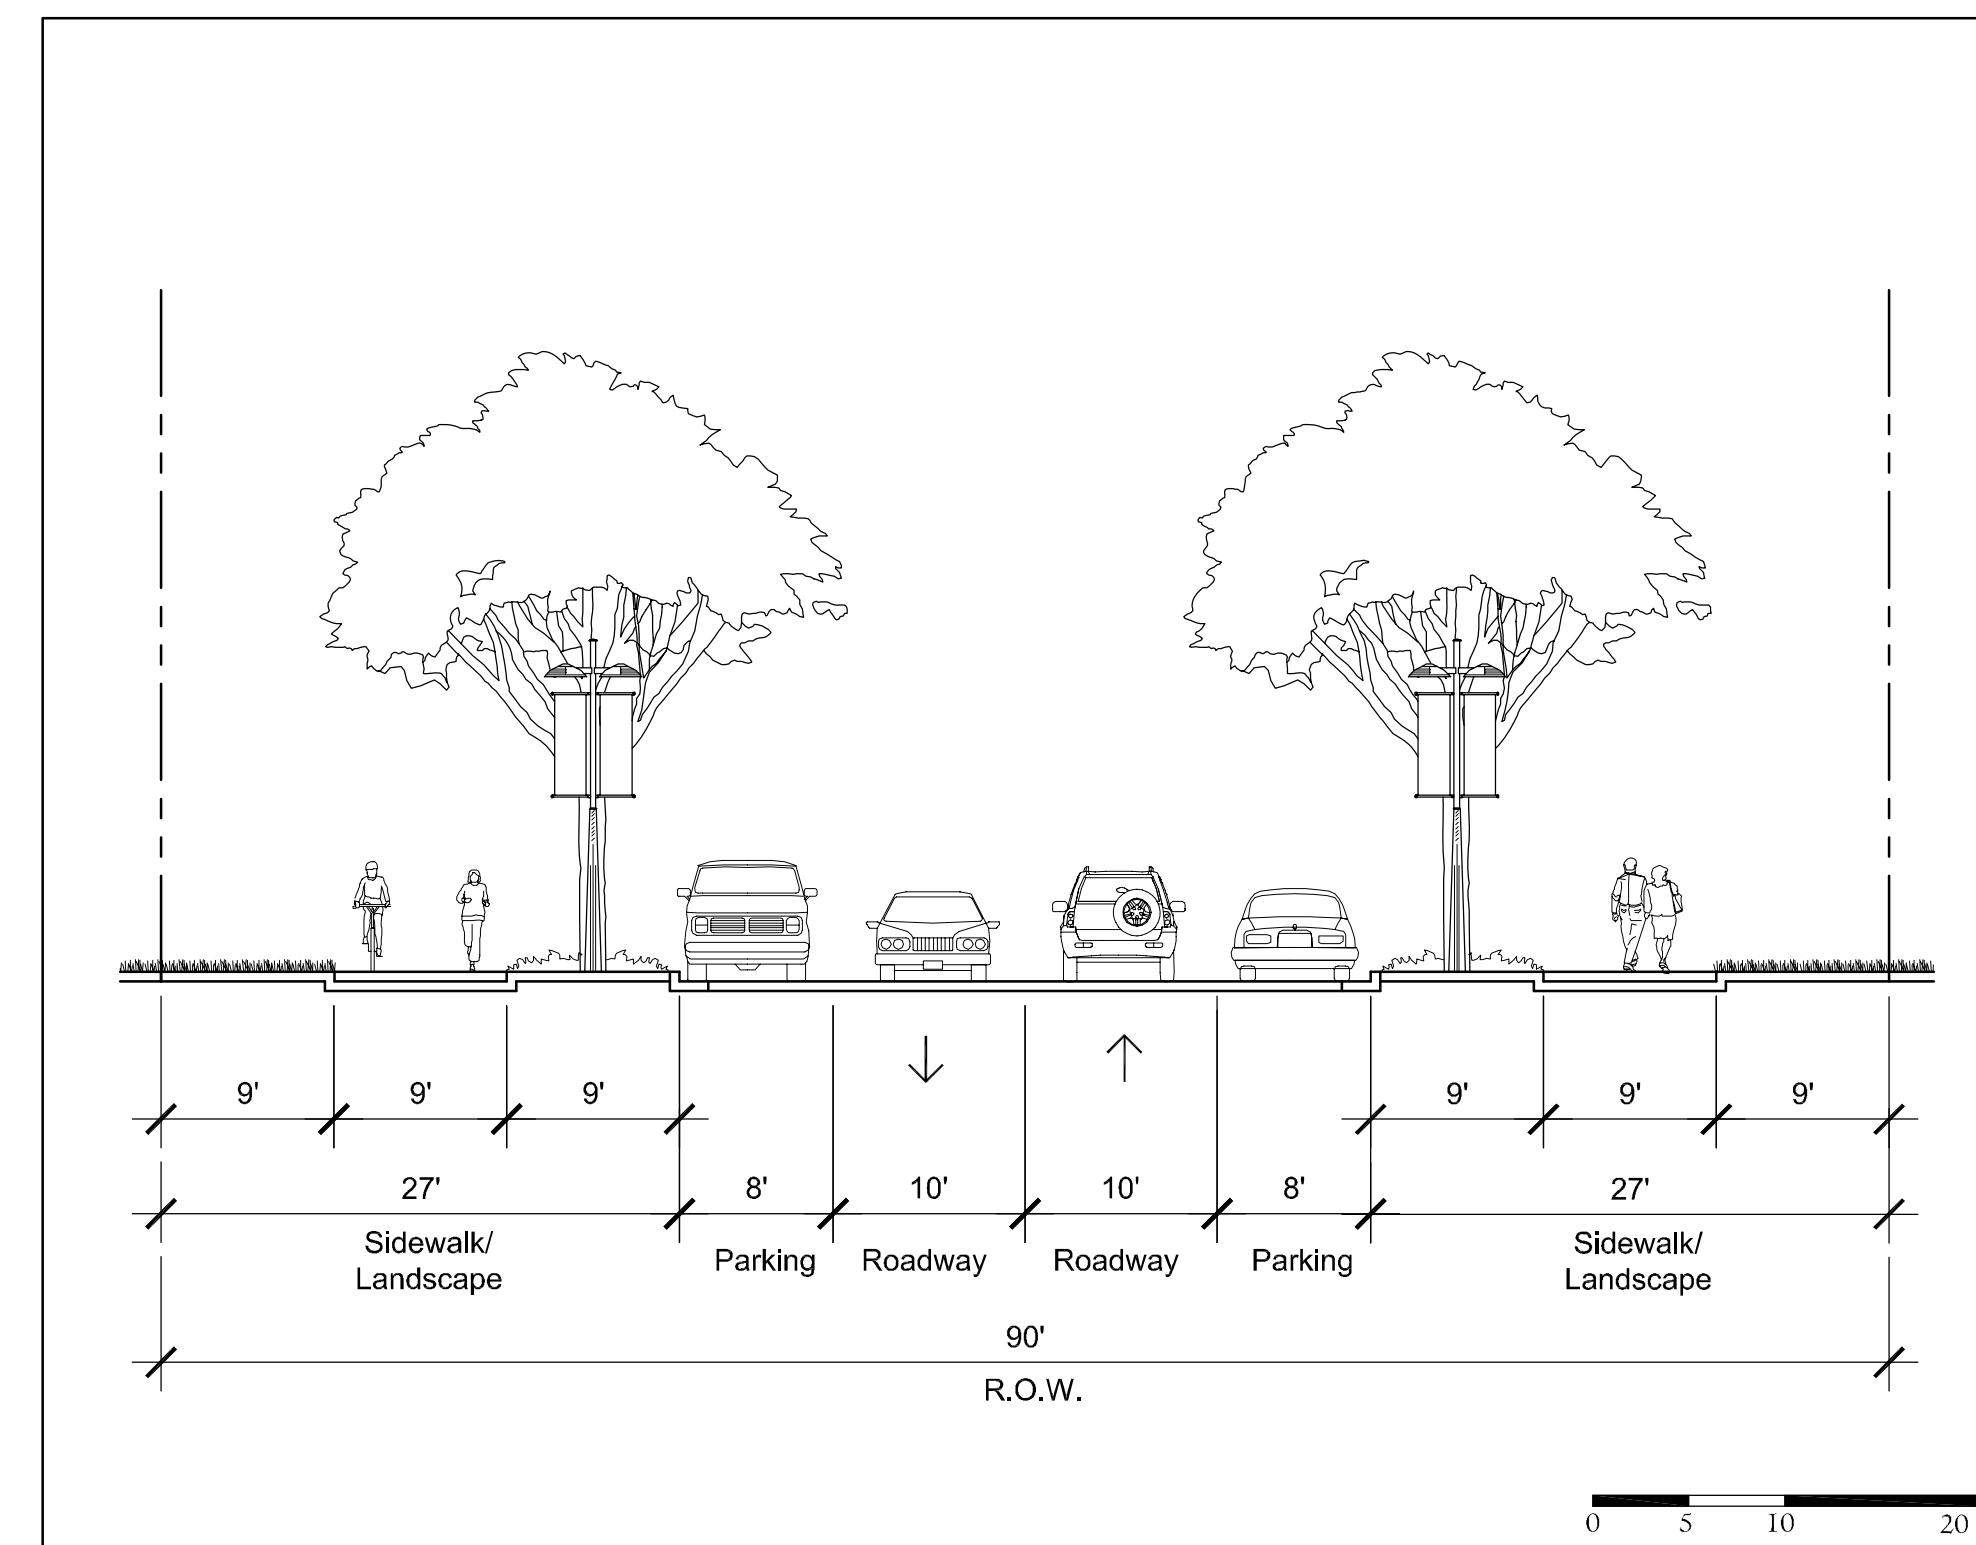 9' 9' 9' 9' 9' 9'
27' 8' 10' 10' 8' 27'
Sidewalk/
Landscape
Parking Roadway Roadway Parking
Sidewalk/
Landscape
90'
R.O.W.
0 5 10 20